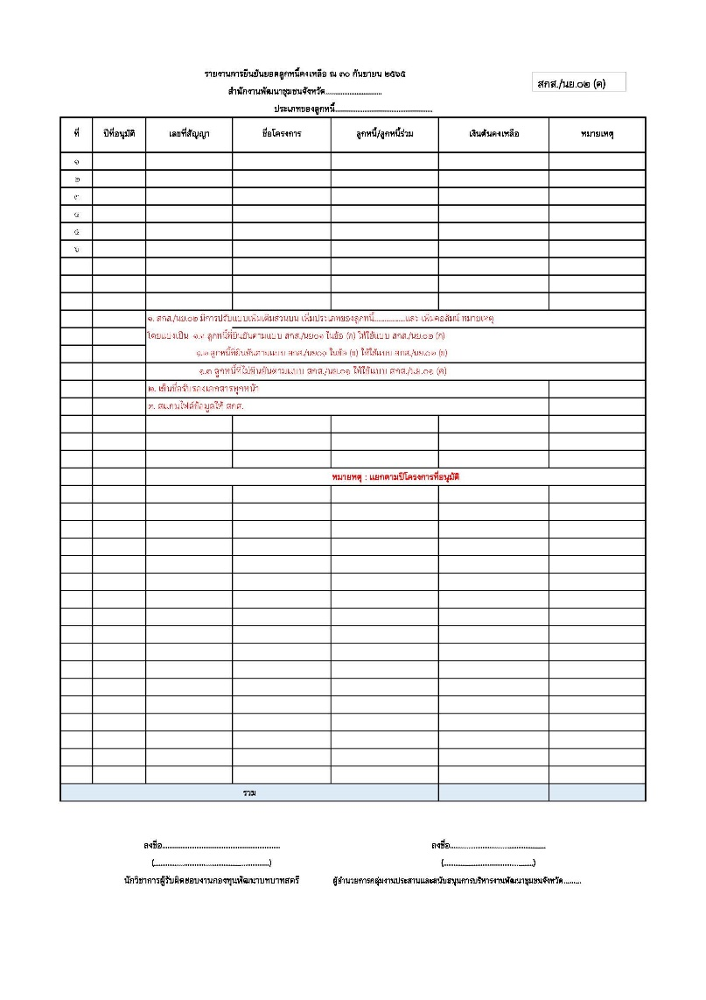 รายงานการยืนยันยอดลูกหนี้คงเหลือ ณ ๓๐ กันยายน ๒๕๖๕
สกส./นย.๐๒ (ค)
สำนักงานพัฒนาชุมชนจังหวัด..............................
ประเภทของลูกหนี้....................................................
ที่ ปีที่อนุมัติ เลขที่สัญญา ชื่อโครงการ ลูกหนี้/ลูกหนี้ร่วม เงินต้นคงเหลือ หมายเหตุ
๑
๒
๓
๔
๕
๖
๑. สกส./นย.๐๒ มีการปรับแบบเพิ่มเติมส่วนบน เพิ่มประเภทของลูกหนี้................และ เพิ่มคอลัมน์ หมายเหตุ
โดยแบ่งเป็น ๑.๑ ลูกหนี้ที่ยืนยันตามแบบ สกส./นย๐๑ ในข้อ (ก) ให้ใช้แบบ สกส./นย.๐๒ (ก)
๑.๒ ลูกหนี้ที่ยืนยันตามแบบ สกส./นย๐๑ ในข้อ (ข) ให้ใช้แบบ สกส./นย.๐๒ (ข)
๑.๓ ลูกหนี้ที่ไม่ยืนยันตามแบบ สกส./นย.๐๑ ให้ใช้แบบ สกส./นย.๐๑ (ค)
๒. เซ็นชื่อรับรองเอกสารทุกหน้า
๓. สแกนไฟล์ข้อมูลให้ สกส.
หมายหตุ : แยกตามปีโครงการที่อนุมัติ
รวม
ลงชื่อ............................................................... ลงชื่อ...................................................
(..............................................................) (................................................)
นักวิชาการผู้รับผิดชอบงานกองทุนพัฒนาบทบาทสตรี ผู้อำนวยการกลุ่มงานประสานและสนับสนุนการบริหารงานพัฒนาชุมชนจังหวัด.........